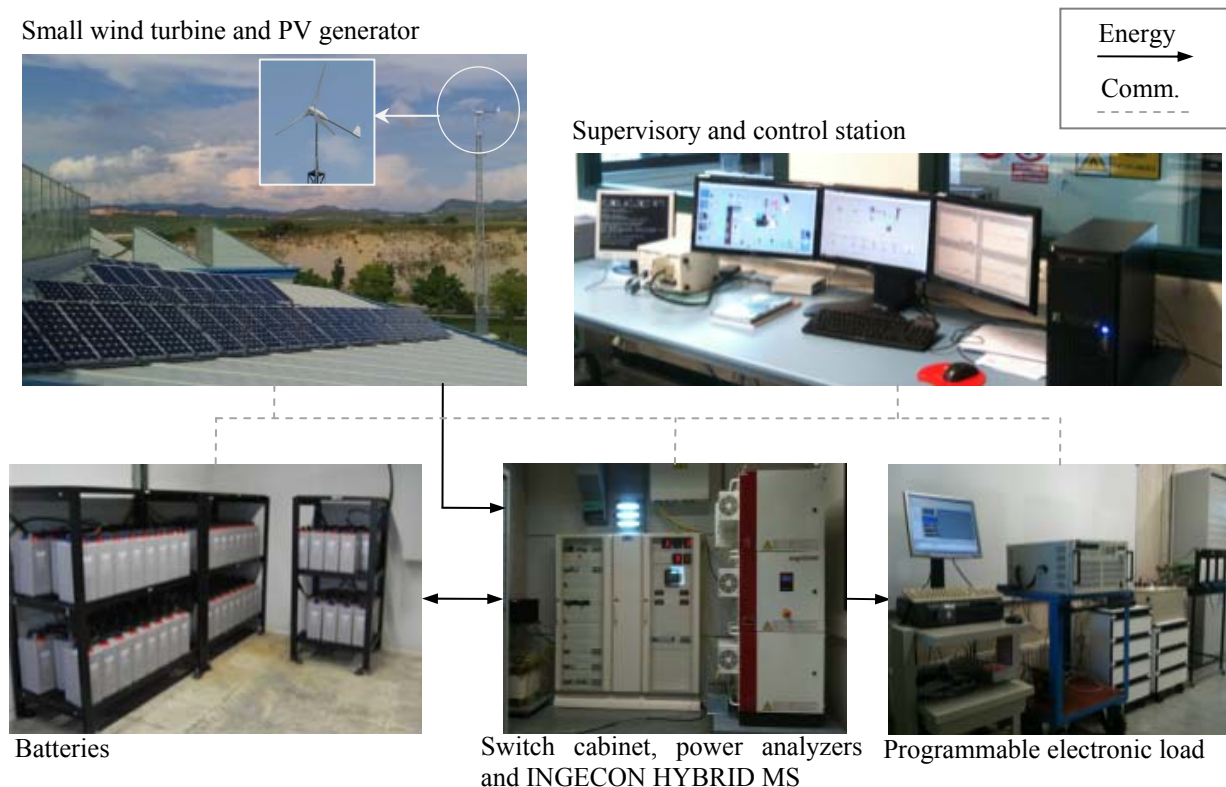 Small wind turbine and PV generator
Energy
Comm.
Supervisory and control station
Batteries
Switch cabinet, power analyzers
and INGECON HYBRID MS
Programmable electronic load